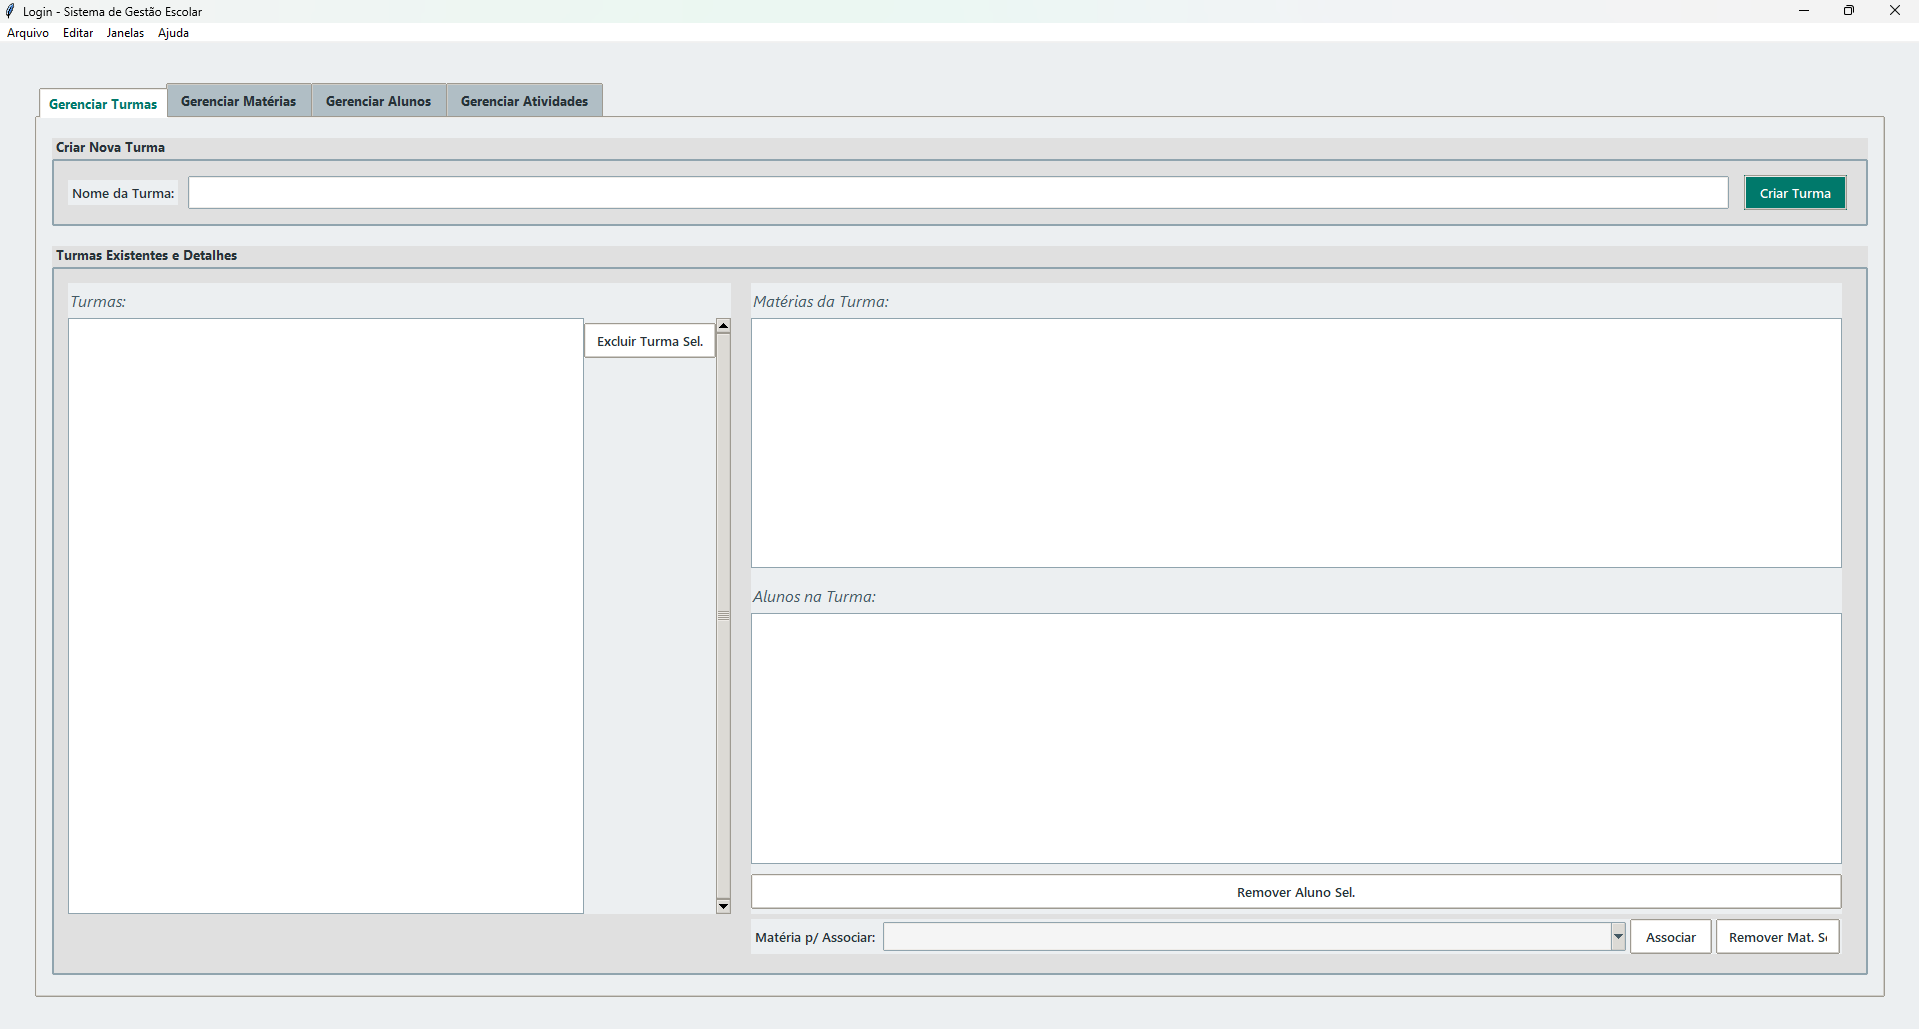 Login - Sistema de Gestão Escolar
Arquivo Editar Janelas Ajuda
Gerenciar Turmas Gerenciar Matérias Gerenciar Alunos Gerenciar Atividades
Criar Nova Turma
Nome da Turma: Criar Turma
Turmas Existentes e Detalhes
Turmas:
Excluir Turma Sel.
Matérias da Turma:
Alunos na Turma:
Remover Aluno Sel.
Matéria p/ Associar: Associar Remover Mat. S